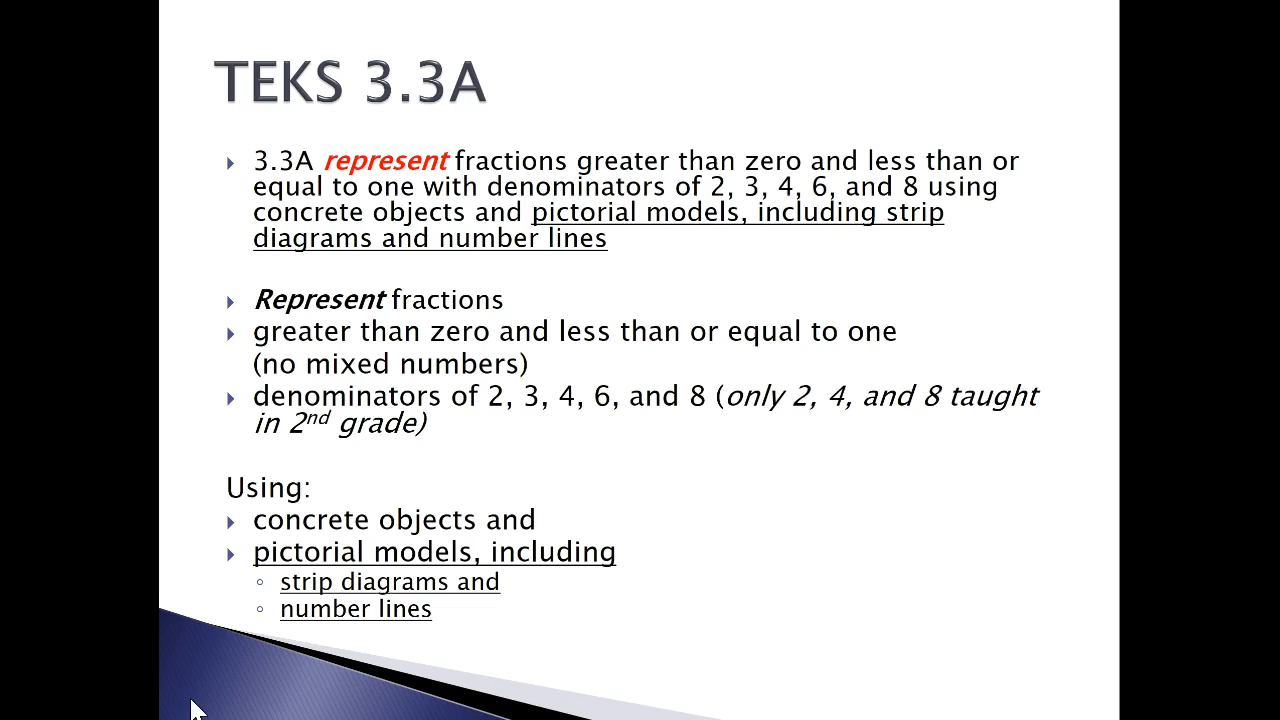 TEKS 3.3A
3.3A represent fractions greater than zero and less than or
equal to one with denominators of 2, 3, 4, 6, and 8 using
concrete objects and pictorial models, including strip
diagrams and number lines
Represent fractions
greater than zero and less than or equal to one
(no mixed numbers)
denominators of 2, 3, 4, 6, and 8 (only 2, 4, and 8 taught
in 2nd grade)
Using:
concrete objects and
pictorial models, including
strip diagrams and
number lines